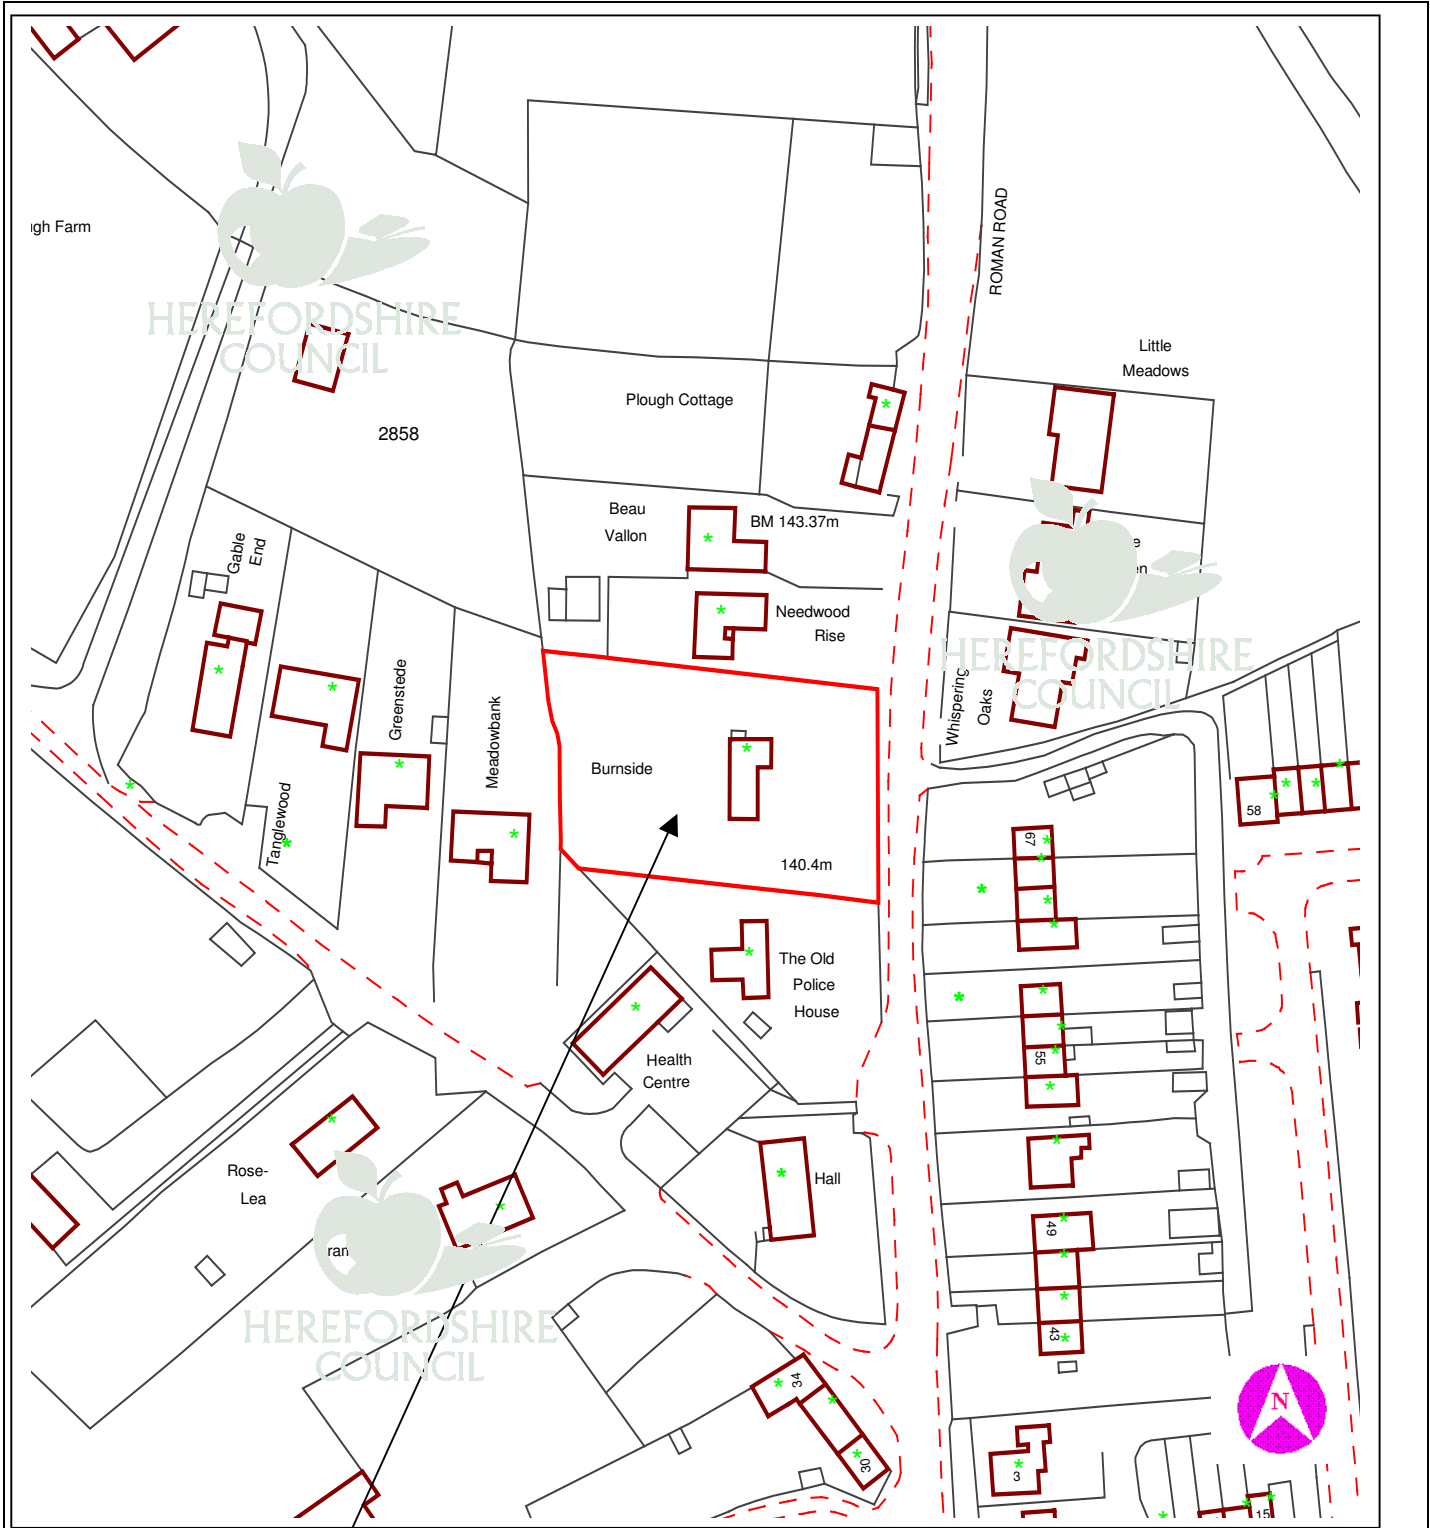 ROMAN ROAD
HEREFORDSHIRE
COUNCIL
Little
Meadows
Plough Cottage
2858
Beau
Vallon
BM 143.37m
Gable
End
Needwood
Rise
Greenstede
HEREFORDSHIRE
COUNCIL
Whispering
Oaks
Meadowbank
Burnside
Tanglewood
58
67
140.4m
The Old
Police
House
55
Health
Centre
Rose-
Lea
Hall
49
HEREFORDSHIRE
COUNCIL
43
34
30
N
3
15